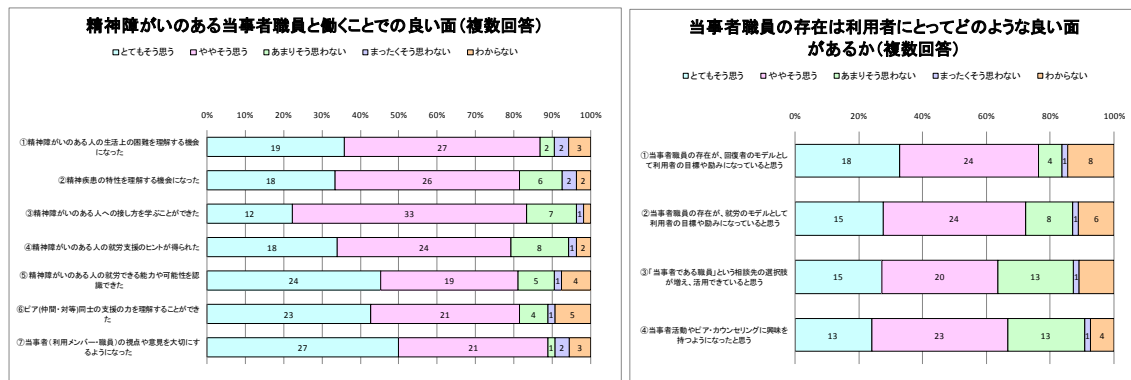 精神障がいのある当事者職員と働くことでの良い面（複数回答）
とてもそう思う ややそう思う あまりそう思わない まったくそう思わない わからない
0% 10% 20% 30% 40% 50% 60% 70% 80% 90% 100%
①精神障がいのある人の生活上の困難を理解する機会
になった
19 27 2 2 3
②精神疾患の特性を理解する機会になった
18 26 6 2 2
③精神障がいのある人への接し方を学ぶことができた
12 33 7 1
④精神障がいのある人の就労支援のヒントが得られた
18 24 8 1 2
⑤精神障がいのある人の就労できる能力や可能性を認
識できた
24 19 5 1 4
⑥ピア(仲間・対等)同士の支援の力を理解することができ
た
23 21 4 1 5
⑦当事者（利用メンバー・職員）の視点や意見を大切にす
るようになった
27 21 1 2 3
当事者職員の存在は利用者にとってどのような良い面
があるか（複数回答）
とてもそう思う ややそう思う あまりそう思わない まったくそう思わない わからない
0% 20% 40% 60% 80% 100%
①当事者職員の存在が、回復者のモデルとし
て利用者の目標や励みになっていると思う
18 24 4 1 8
②当事者職員の存在が、就労のモデルとして
利用者の目標や励みになっていると思う
15 24 8 1 6
③「当事者である職員」という相談先の選択肢
が増え、活用できていると思う
15 20 13 1
④当事者活動やピア・カウンセリングに興味を
持つようになったと思う
13 23 13 1 4